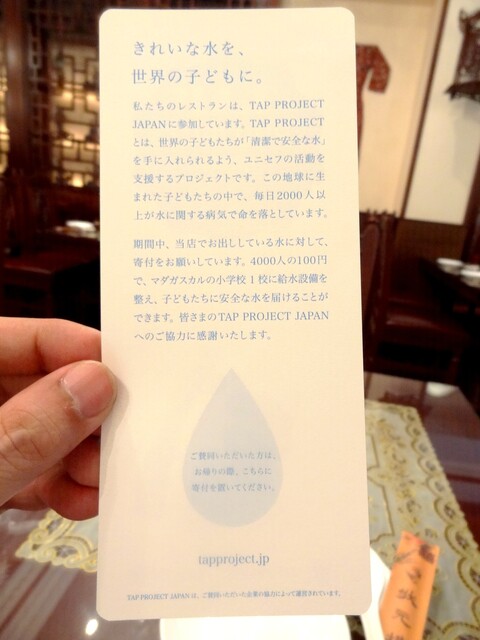 きれいな水を、
世界の子どもに。
私たちのレストランは、TAP PROJECT
JAPANに参加しています。TAP PROJECT
とは、世界の子どもたちが「清潔で安全な水」
を手に入れられるよう、ユニセフの活動を
支援するプロジェクトです。この地球に生
まれた子どもたちの中で、毎日2000人以
上が水に関する病気で命を落としています。
期間中、当店でお出ししている水に対して、
寄付をお願いしています。4000人の100円
で、マダガスカルの小学校1校に給水設備を
整え、子どもたちに安全な水を届けることが
できます。皆さまのTAP PROJECT JAPAN
へのご協力に感謝いたします。
ご賛同いただいた方は、
お帰りの際、こちらに
寄付を置いてください。
tapproject.jp
TAP PROJECT JAPAN は、ご賛同いただいた企業の協力によって運営されています。